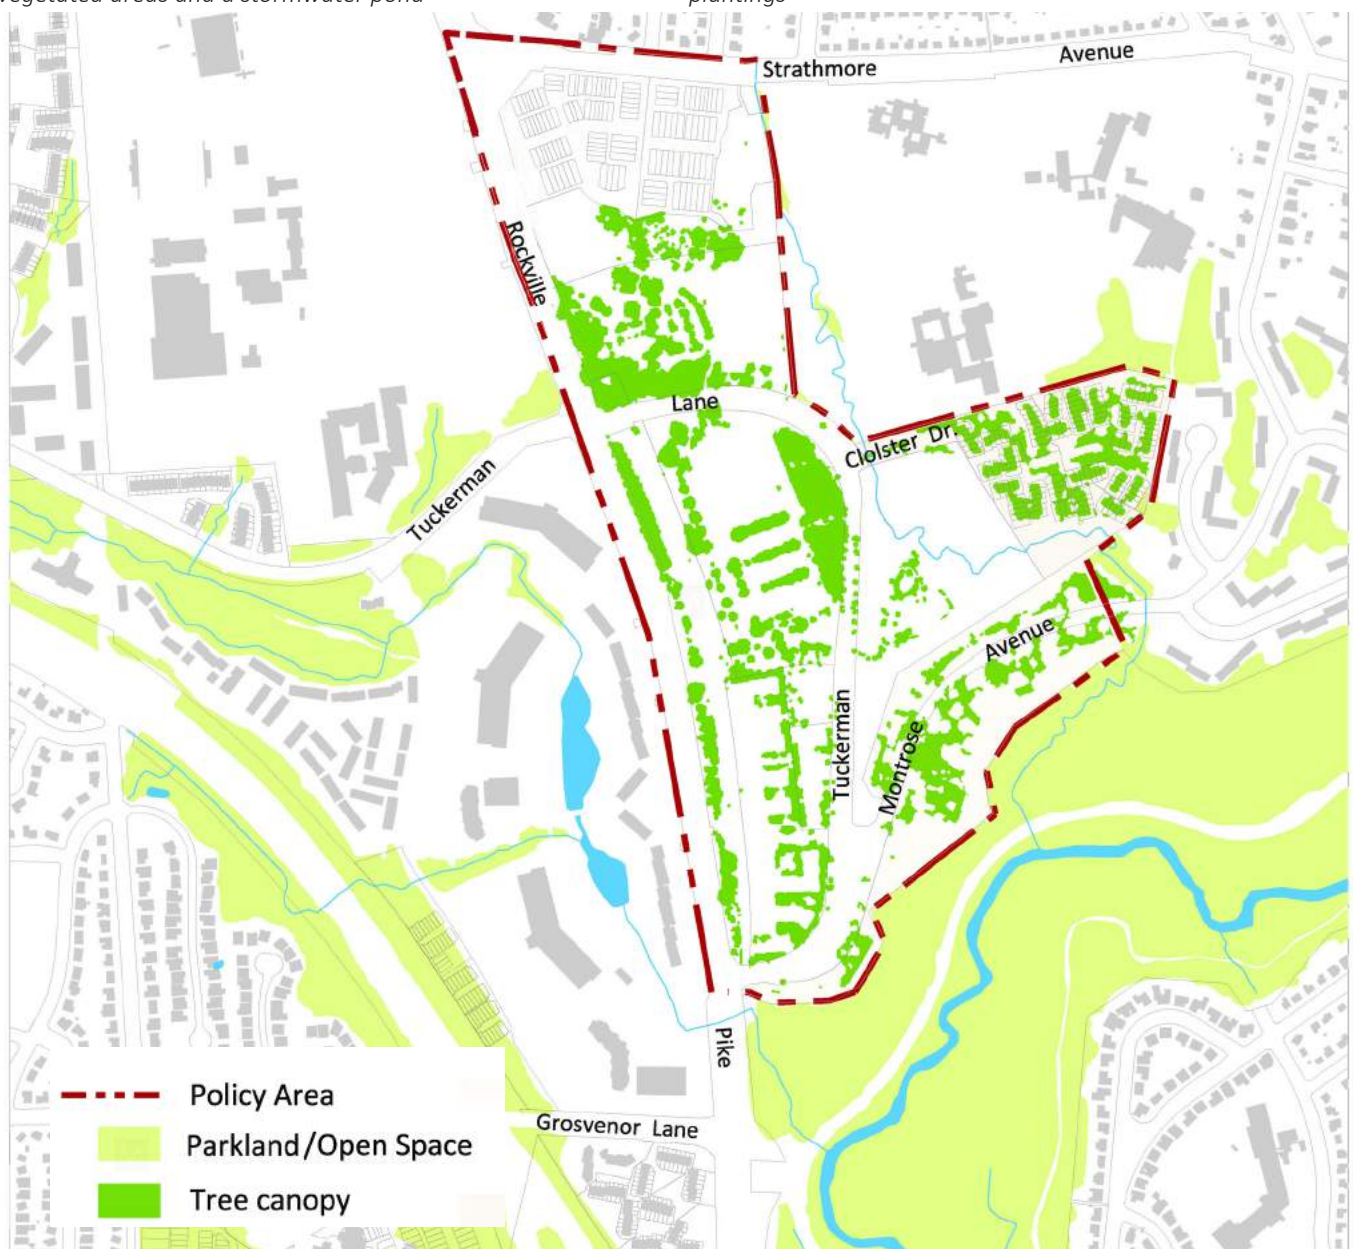 vegetated areas and a stormwater pond
plantings
Strathmore Avenue
Rockville
Lane
Clolster Dr.
Tuckerman
Avenue
Tuckerman
Montrose
Pike
Grosvenor Lane
Policy Area
Parkland/Open Space
Tree canopy